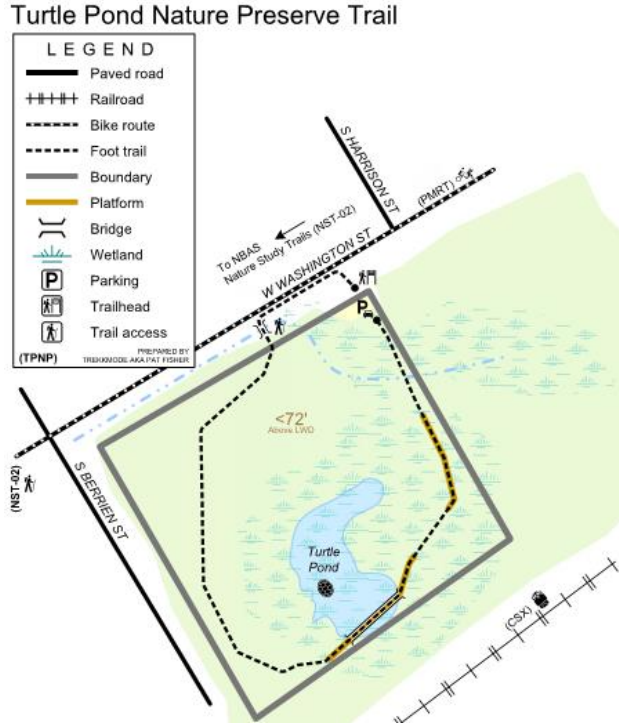 Turtle Pond Nature Preserve Trail
L E G E N D
Paved road
Railroad
Bike route
Foot trail
Boundary
Platform
Bridge
Wetland
P
Parking
Trailhead
Trail access
(TPNP)
PREPARED BY
TREKKMODE AKA PAT FISHER
S HARRISON ST
(PMRT)
To NBAS
Nature Study Trails (NST-02)
W WASHINGTON ST
P
<72'
Above LWD
(NST-02)
S BERRIEN ST
Turtle
Pond
(CSX)